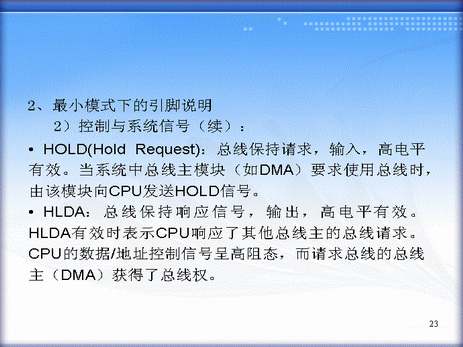 2、最小模式下的引脚说明
2）控制与系统信号（续）：
• HOLD(Hold Request)：总线保持请求，输入，高电平
有效。当系统中总线主模块（如DMA）要求使用总线时，
由该模块向CPU发送HOLD信号。
• HLDA：总线保持响应信号，输出，高电平有效。
HLDA有效时表示CPU响应了其他总线主的总线请求。
CPU的数据/地址控制信号呈高阻态，而请求总线的总线
主（DMA）获得了总线权。
23